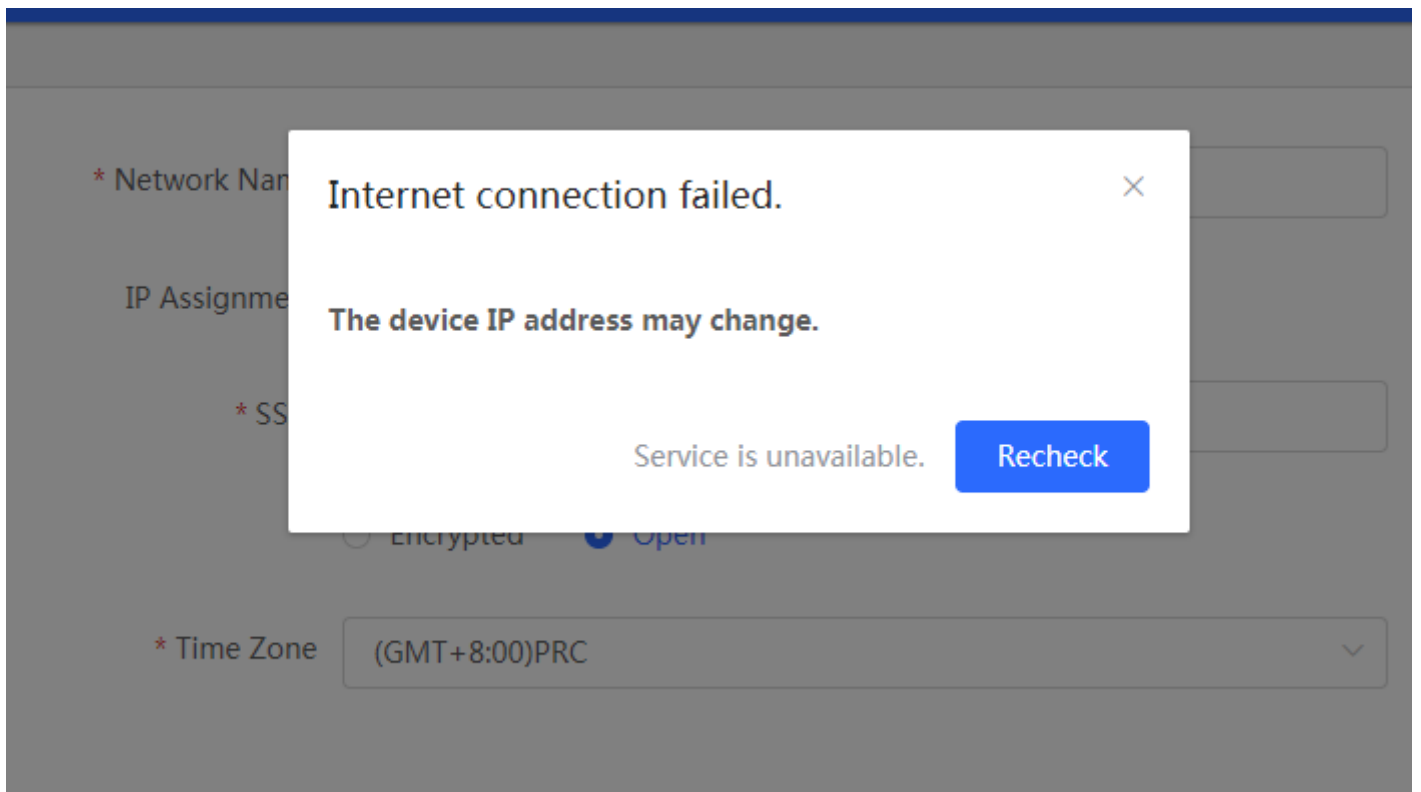 * Network Nam
Internet connection failed.
IP Assignme
The device IP address may change.
* SS
Service is unavailable.
Recheck
Encrypted
Open
* Time Zone
(GMT+8:00)PRC